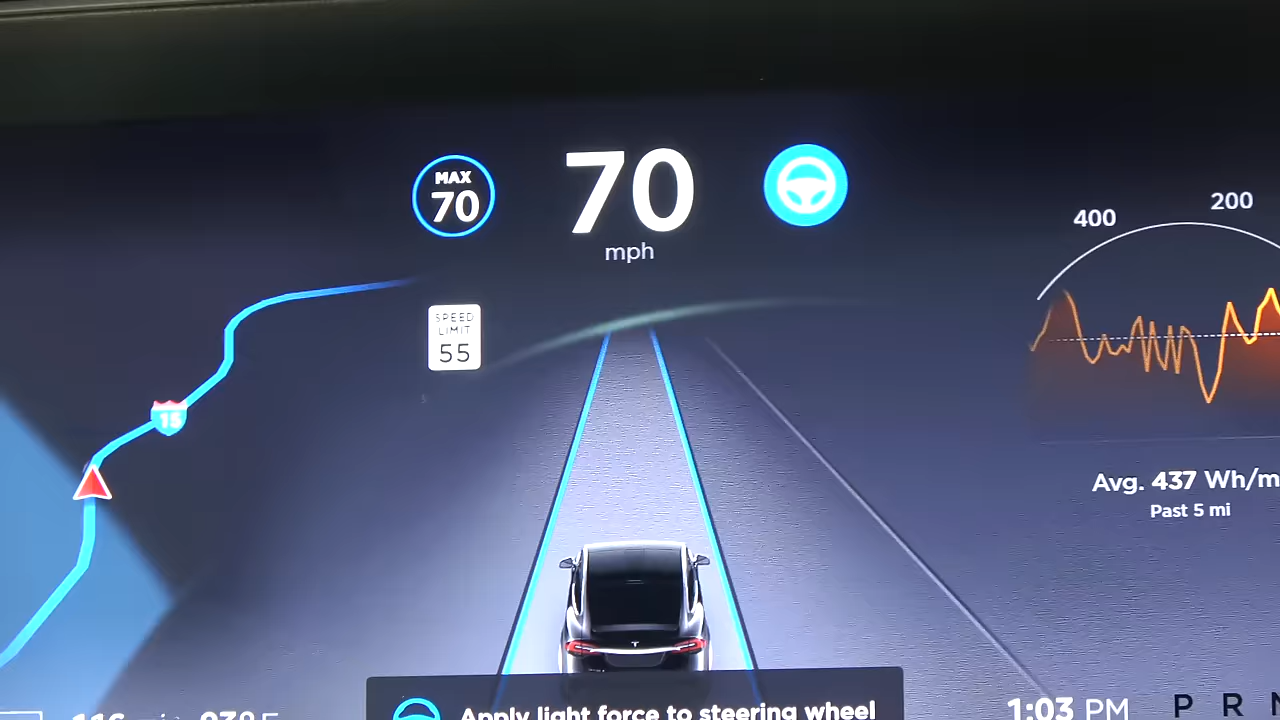 MAX
70
70
mph
SPEED
LIMIT
55
15
400
200
Avg. 437 Wh/m
Past 5 mi
Apply light force to steering wheel
1:03 PM
P R N